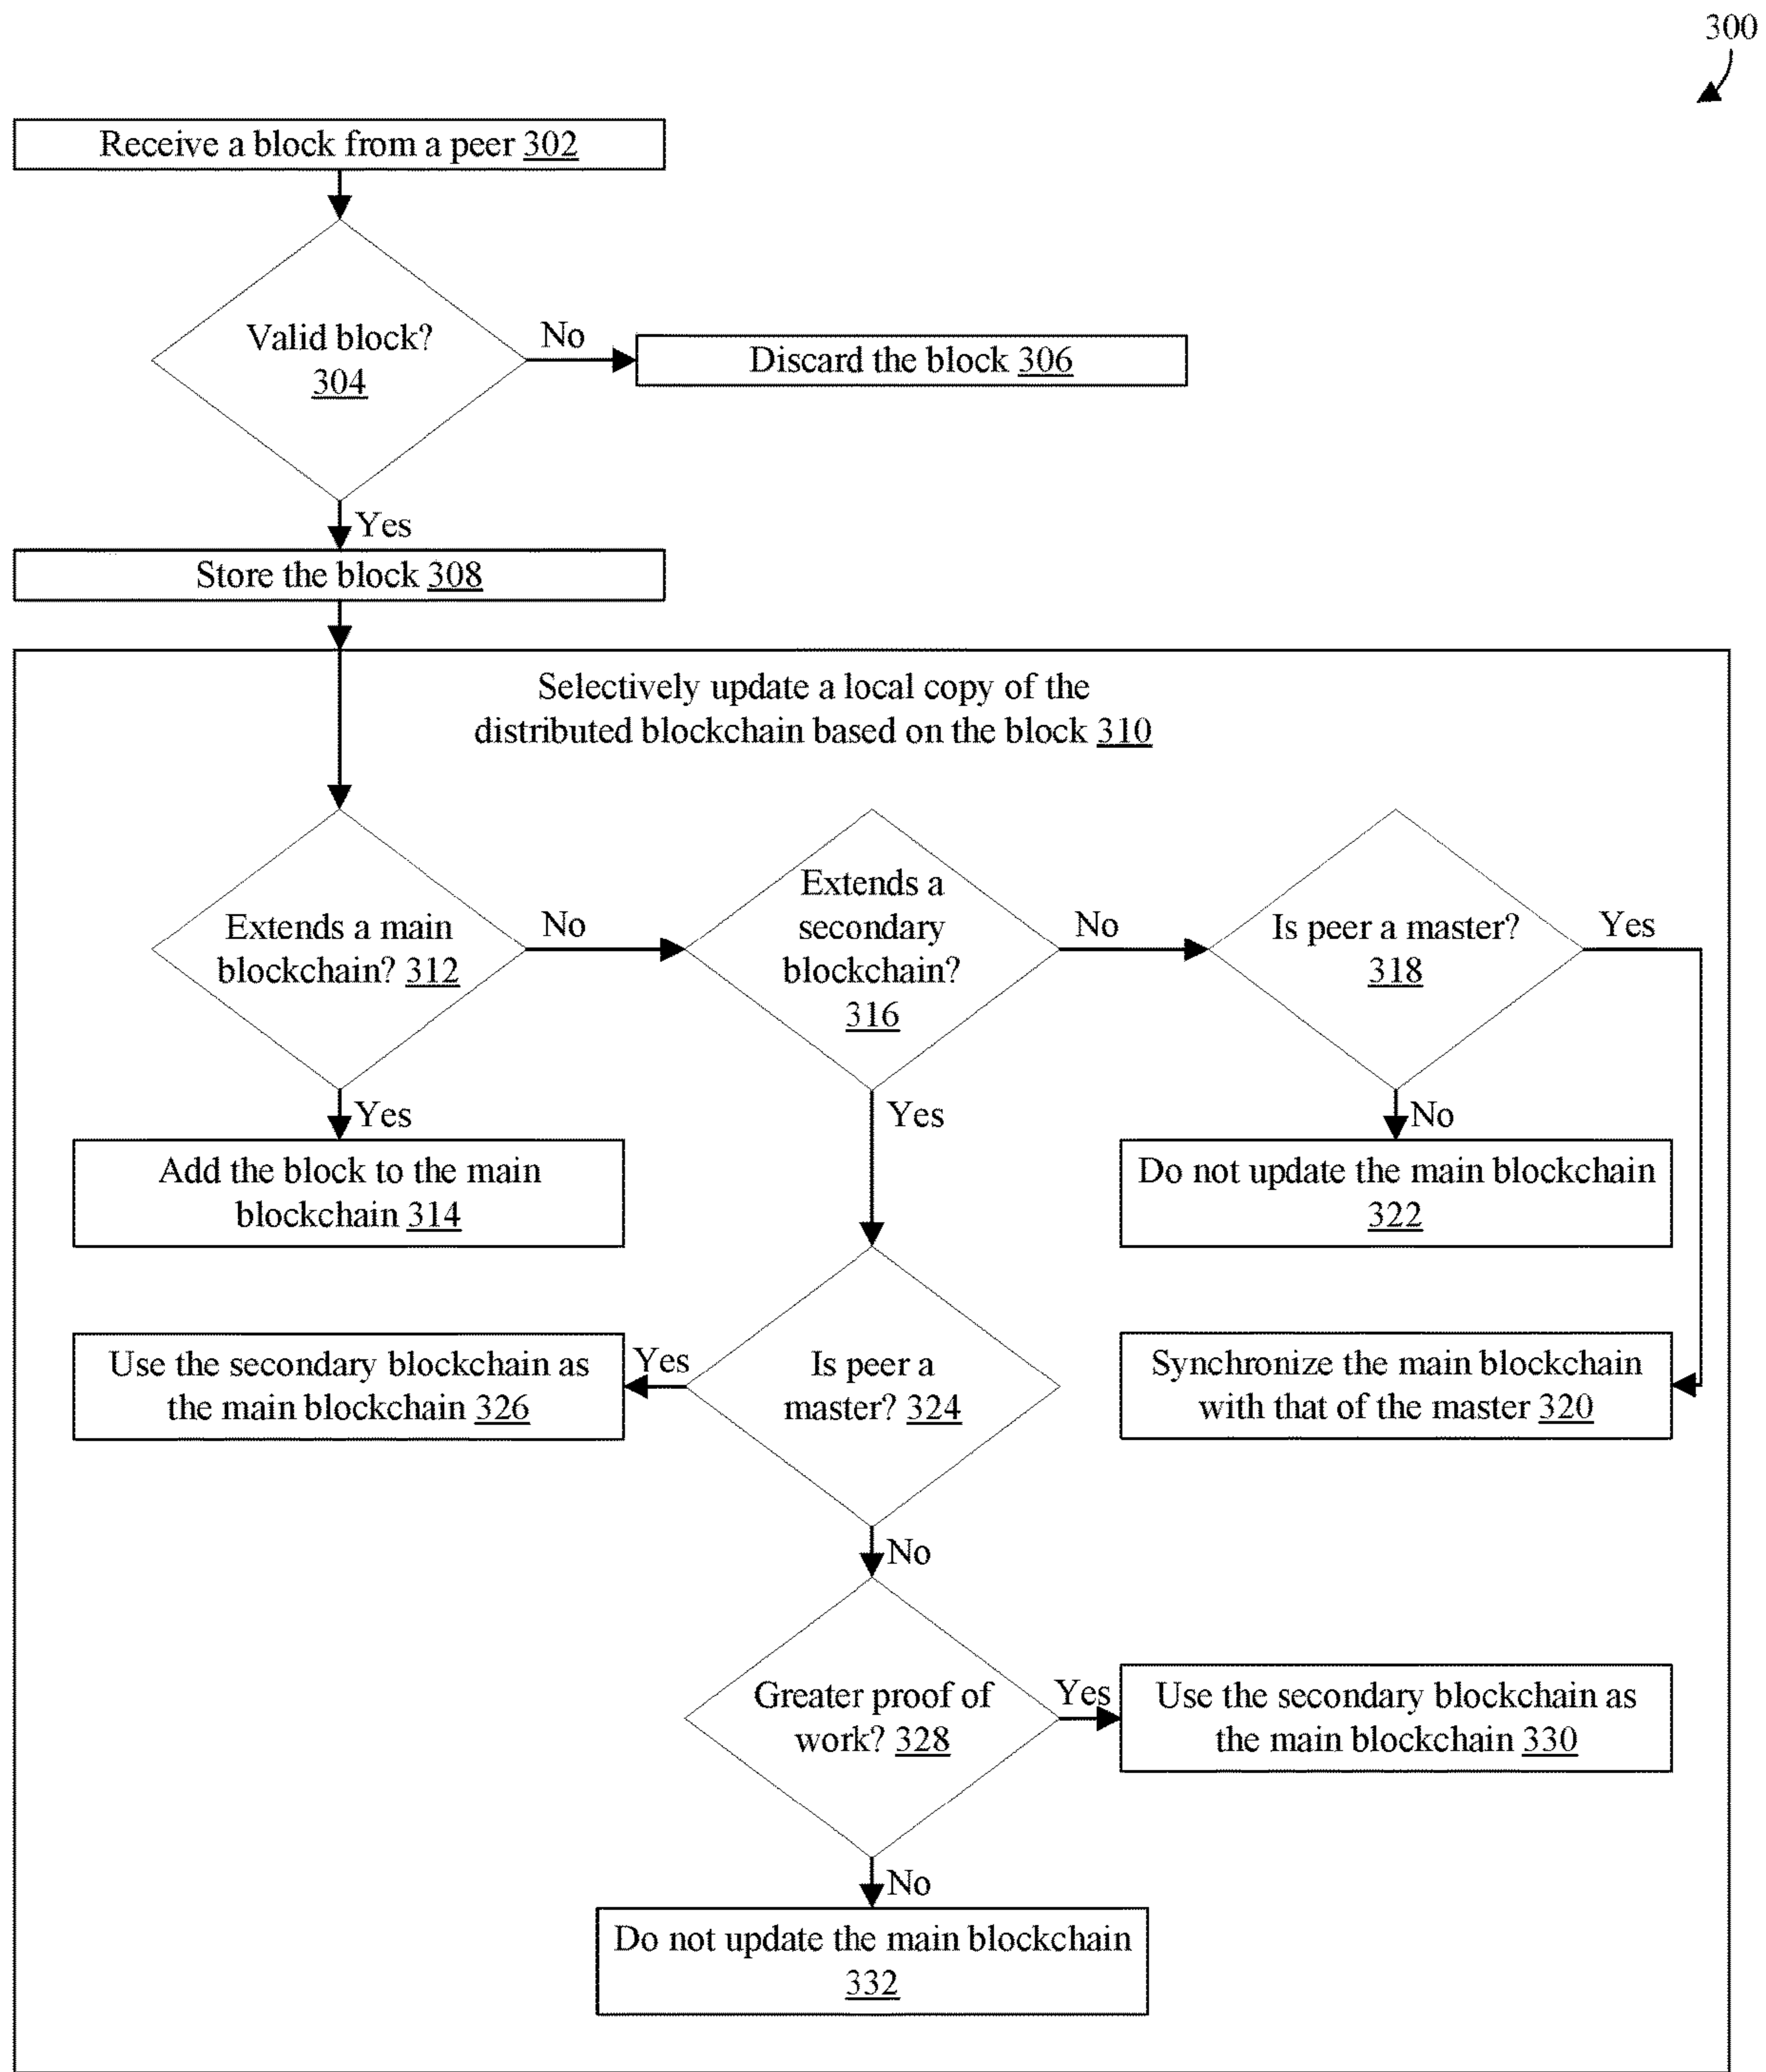 300
Receive a block from a peer 302
Valid block?
304
No
Discard the block 306
Yes
Store the block 308
Selectively update a local copy of the
distributed blockchain based on the block 310
Extends a main
blockchain? 312
No
Extends a
secondary
blockchain?
316
No
Is peer a master?
318
Yes
Yes
Add the block to the main
blockchain 314
Yes
No
Do not update the main blockchain
322
Use the secondary blockchain as
the main blockchain 326
Yes
Is peer a
master? 324
Synchronize the main blockchain
with that of the master 320
No
Greater proof of
work? 328
Yes
Use the secondary blockchain as
the main blockchain 330
No
Do not update the main blockchain
332